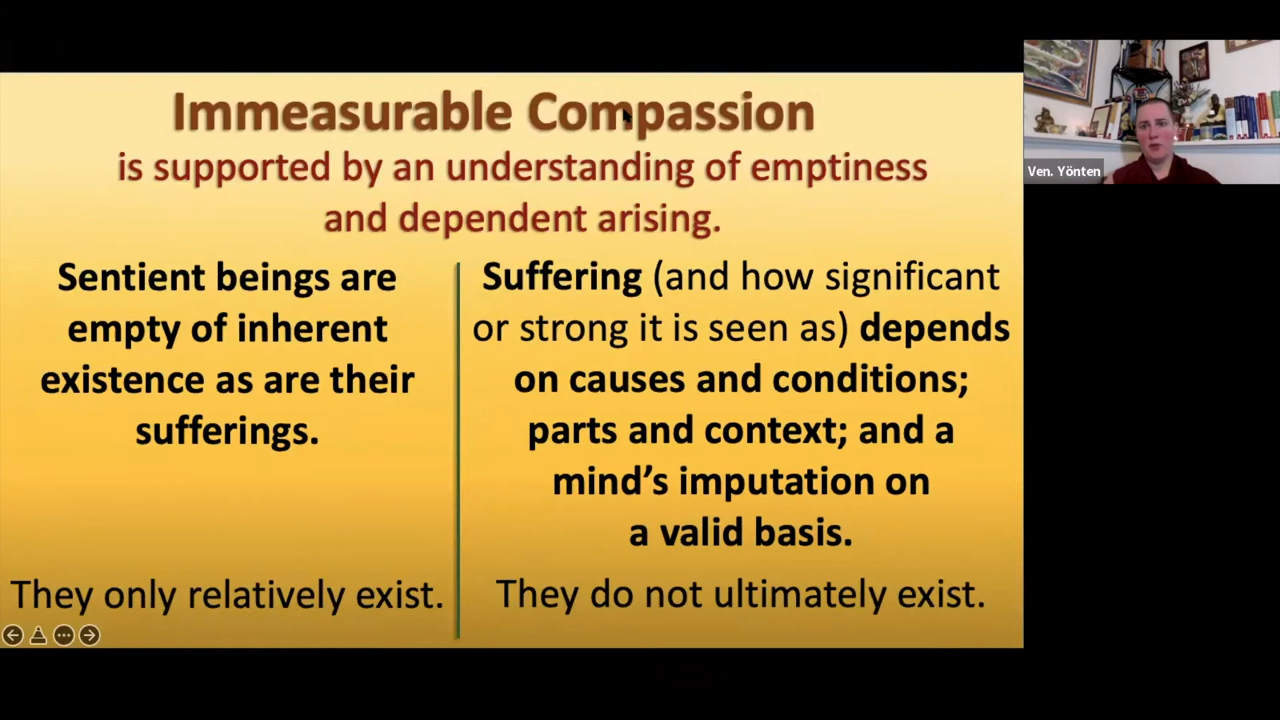 Immeasurable Compassion
is supported by an understanding of emptiness
and dependent arising.
Sentient beings are
empty of inherent
existence as are their
sufferings.
They only relatively exist.
Suffering (and how significant
or strong it is seen as) depends
on causes and conditions;
parts and context; and a
mind’s imputation on
a valid basis.
They do not ultimately exist.
Ven. Yönten